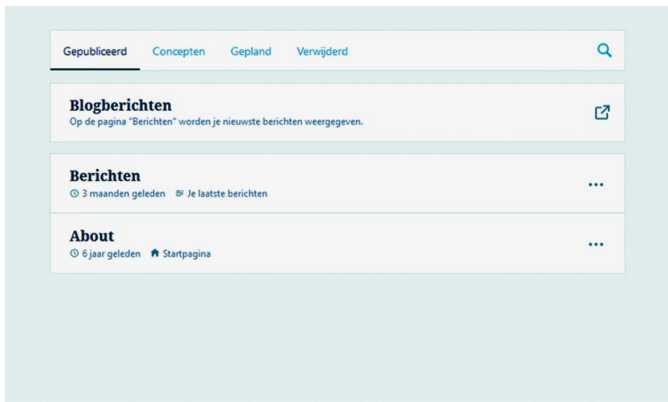 Gepubliceerd Concepten Gepland Verwijderd
Blogberichten
Op de pagina "Berichten" worden je nieuwste berichten weergegeven.
Berichten
3 maanden geleden Je laatste berichten
About
6 jaar geleden Startpagina